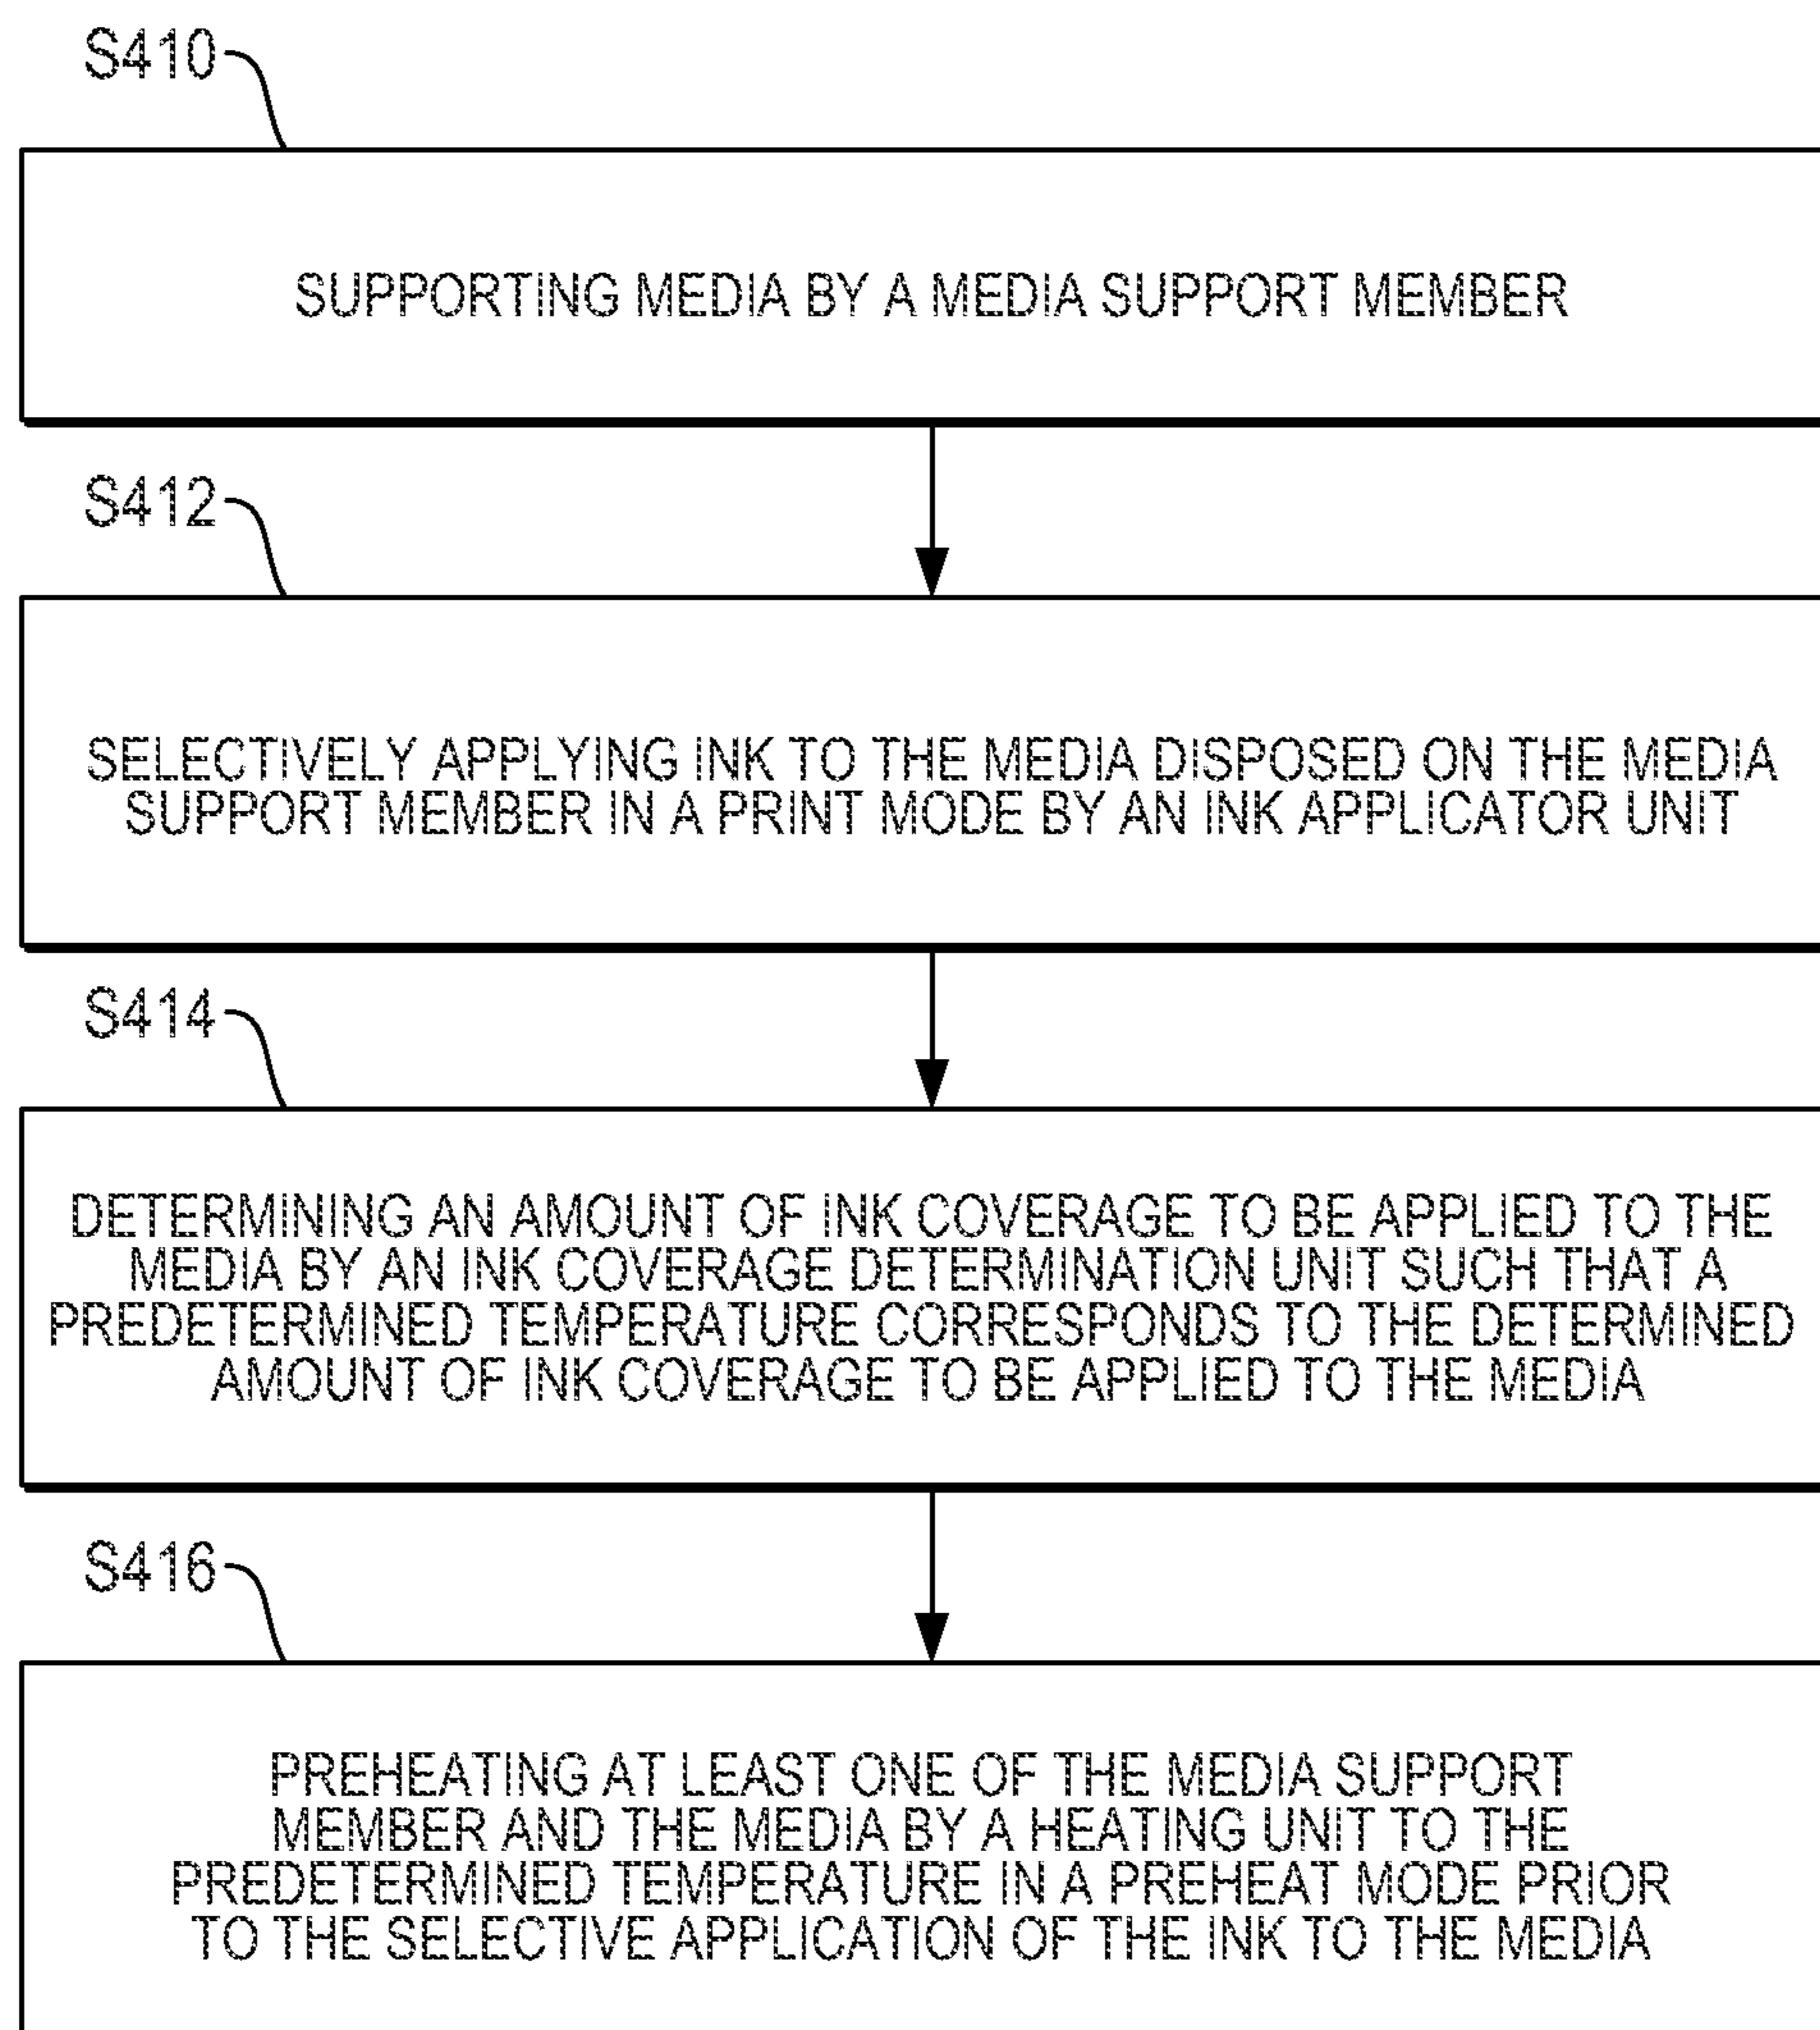 S410
SUPPORTING MEDIA BY A MEDIA SUPPORT MEMBER
S412
SELECTIVELY APPLYING INK TO THE MEDIA DISPOSED ON THE MEDIA
SUPPORT MEMBER IN A PRINT MODE BY AN INK APPLICATOR UNIT
S414
DETERMINING AN AMOUNT OF INK COVERAGE TO BE APPLIED TO THE
MEDIA BY AN INK COVERAGE DETERMINATION UNIT SUCH THAT A
PREDETERMINED TEMPERATURE CORRESPONDS TO THE DETERMINED
AMOUNT OF INK COVERAGE TO BE APPLIED TO THE MEDIA
S416
PREHEATING AT LEAST ONE OF THE MEDIA SUPPORT
MEMBER AND THE MEDIA BY A HEATING UNIT TO THE
PREDETERMINED TEMPERATURE IN A PREHEAT MODE PRIOR
TO THE SELECTIVE APPLICATION OF THE INK TO THE MEDIA